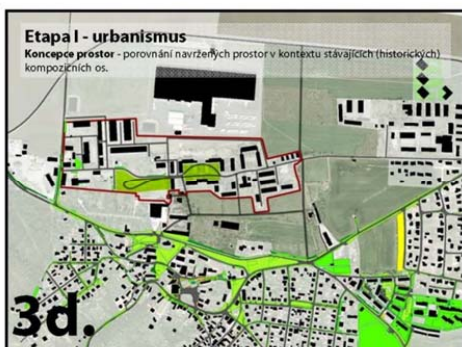 Etapa I - urbanismus
Koncepce prostor - porovnání navržených prostor v kontextu stávajících (historických)
kompozičních os.
3d.